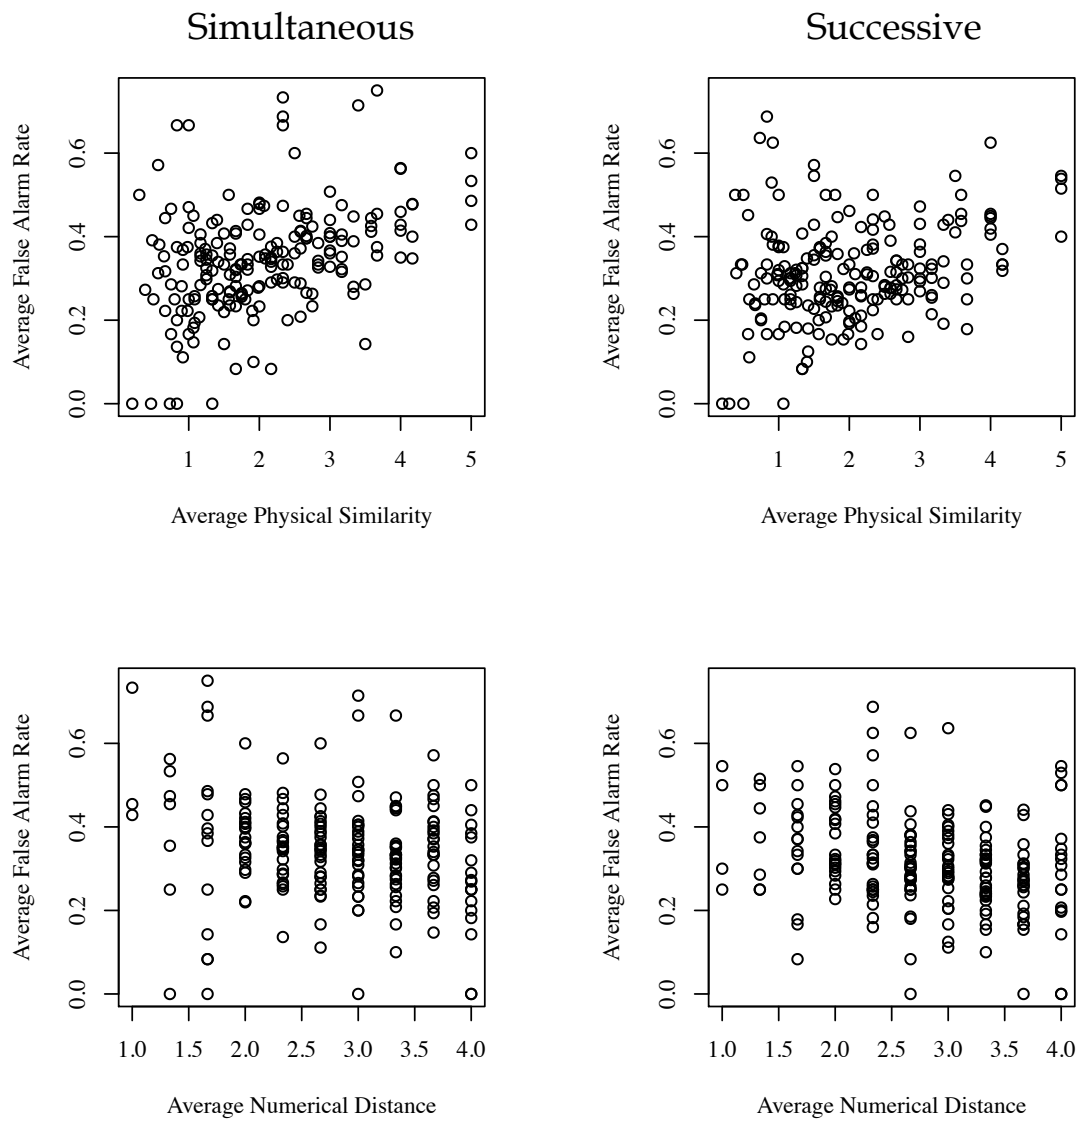 Simultaneous
Successive
Average False Alarm Rate
0.0 0.2 0.4 0.6
1 2 3 4 5
Average Physical Similarity
Average False Alarm Rate
0.0 0.2 0.4 0.6
1 2 3 4 5
Average Physical Similarity
Average False Alarm Rate
0.0 0.2 0.4 0.6
1.0 1.5 2.0 2.5 3.0 3.5 4.0
Average Numerical Distance
Average False Alarm Rate
0.0 0.2 0.4 0.6
1.0 1.5 2.0 2.5 3.0 3.5 4.0
Average Numerical Distance